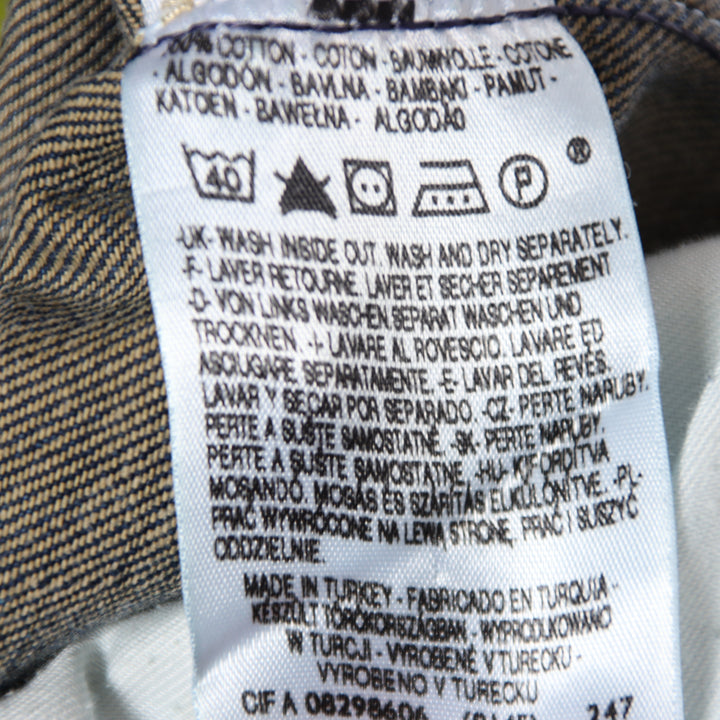 COTTON - COTON - BAUMWOLLE - COTONE
- ALGODÓN - BAVLNA - BAMBAKI - PAMUT -
KATOEN - BAWEŁNA - ALGODÃO
40 P ®
-UK- WASH INSIDE OUT. WASH AND DRY SEPARATELY.
-F- LAVER RETOURNE. LAVER ET SECHER SEPAREMENT
-D- VON LINKS WASCHEN. SEPARAT WASCHEN UND
TROCKNEN. -I- LAVARE AL ROVESCIO. LAVARE ED
ASCIUGARE SEPARATAMENTE. -E- LAVAR DEL REVÉS.
LAVAR Y SECAR POR SEPARADO. -CZ- PERTE NARUBY.
PERTE A SUŠTE SAMOSTATNĚ. -SK- PERTE NARUBY.
PERTE A SUŠTE SAMOSTATNE. -HU- KIFORDÍTVA
MOSANDÓ. MOSÁS ÉS SZÁRÍTÁS ELKÜLÖNÍTVE. -PL-
PRAĆ WYWRÓCONE NA LEWĄ STRONĘ, PRAĆ I SUSZYĆ
ODDZIELNIE.
MADE IN TURKEY - FABRICADO EN TURQUIA -
KÉSZÜLT TÖRÖKORSZÁGBAN - WYPRODUKOWANO
W TURCJI - VYROBENÉ V TURECKU -
VYROBENO V TURECKU
CIF A 08298606 247